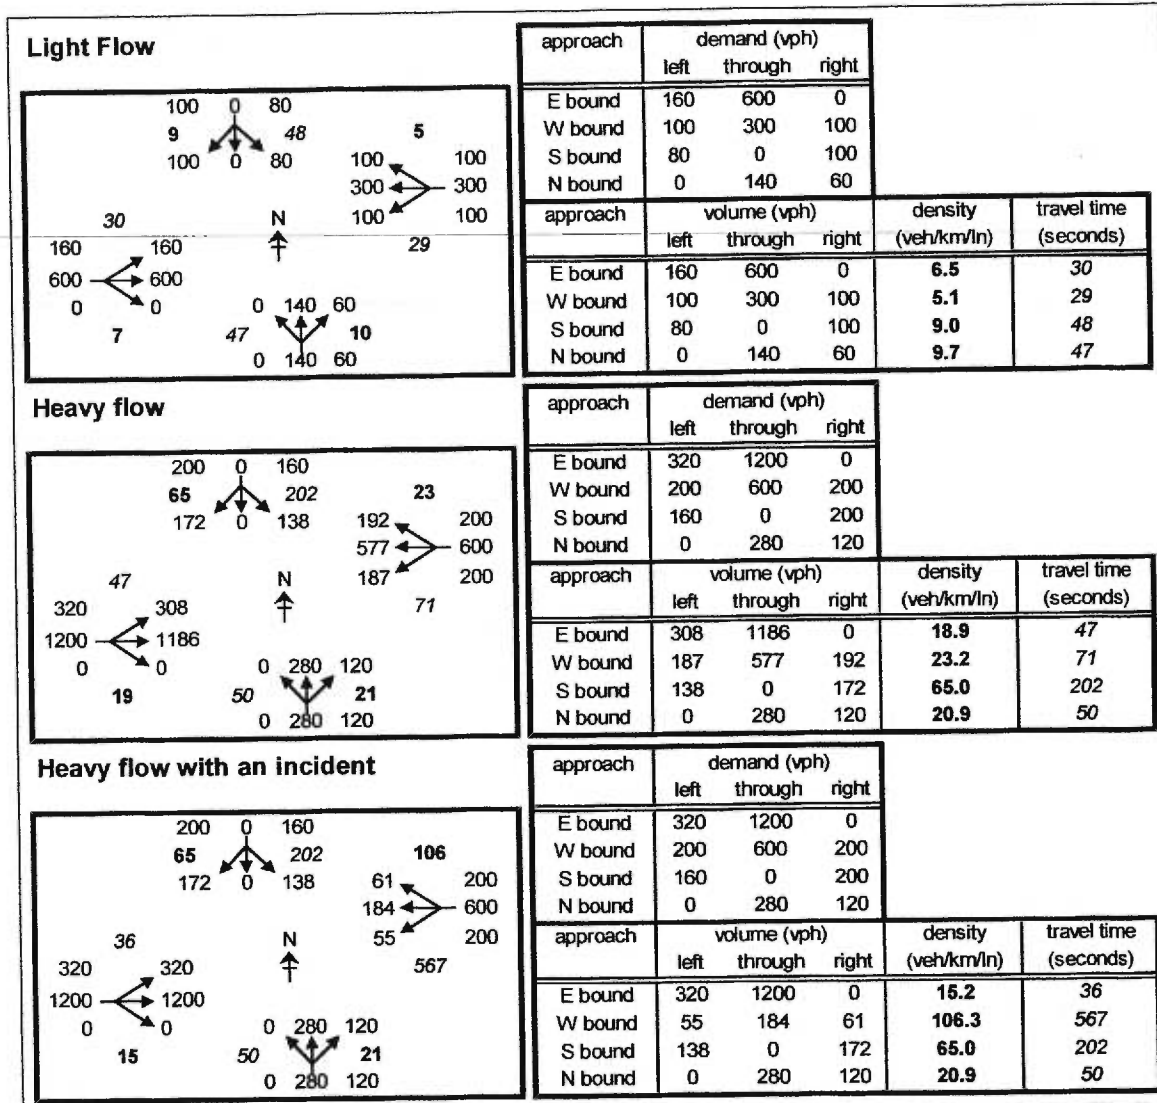 Light Flow
100 0 80
9 48 5
100 0 80
100 100
300 300
100 100
30 N 29
160 160
600 600
0 0
0 140 60
7 47 10
0 140 60
approach demand (vph)
left through right
E bound 160 600 0
W bound 100 300 100
S bound 80 0 100
N bound 0 140 60
approach volume (vph) density travel time
left through right (veh/km/ln) (seconds)
E bound 160 600 0 6.5 30
W bound 100 300 100 5.1 29
S bound 80 0 100 9.0 48
N bound 0 140 60 9.7 47
Heavy flow
200 0 160
65 202 23
172 0 138
192 200
577 600
187 200
47 N 71
320 308
1200 1186
0 0
0 280 120
19 50 21
0 280 120
approach demand (vph)
left through right
E bound 320 1200 0
W bound 200 600 200
S bound 160 0 200
N bound 0 280 120
approach volume (vph) density travel time
left through right (veh/km/ln) (seconds)
E bound 308 1186 0 18.9 47
W bound 187 577 192 23.2 71
S bound 138 0 172 65.0 202
N bound 0 280 120 20.9 50
Heavy flow with an incident
200 0 160
65 202 106
172 0 138
61 200
184 600
55 200
36 N 567
320 320
1200 1200
0 0
0 280 120
15 50 21
0 280 120
approach demand (vph)
left through right
E bound 320 1200 0
W bound 200 600 200
S bound 160 0 200
N bound 0 280 120
approach volume (vph) density travel time
left through right (veh/km/ln) (seconds)
E bound 320 1200 0 15.2 36
W bound 55 184 61 106.3 567
S bound 138 0 172 65.0 202
N bound 0 280 120 20.9 50